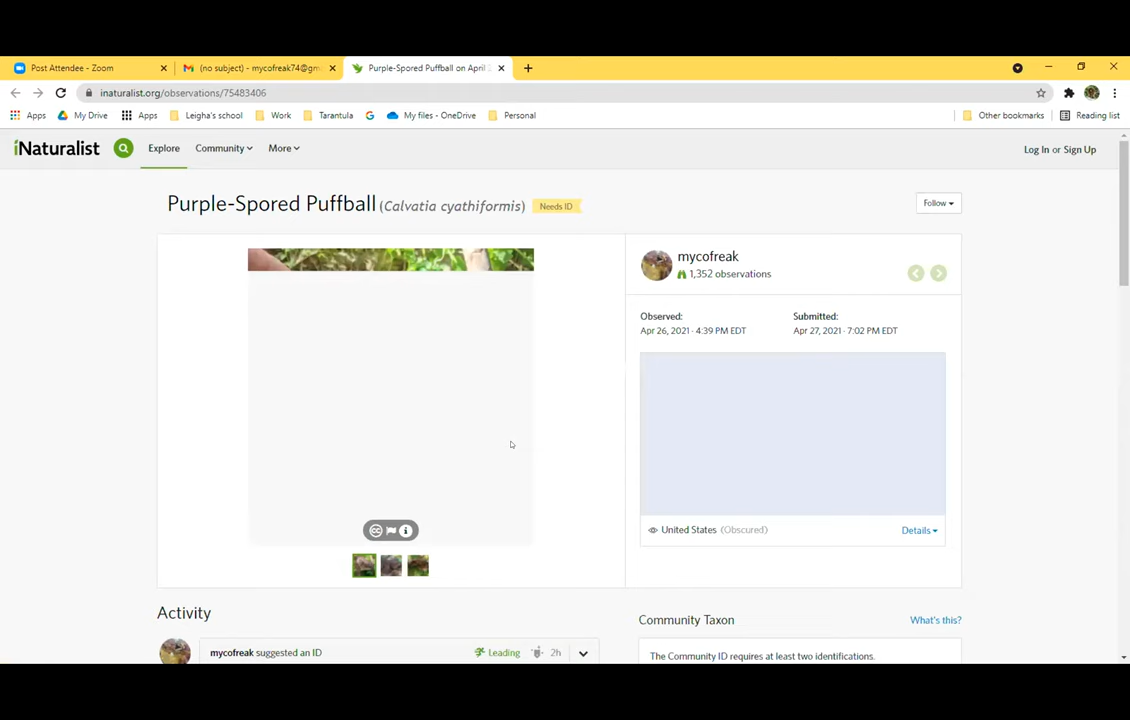 Post Attendee - Zoom
(no subject) - mycofreak74@gm
Purple-Spored Puffball on April 2
inaturalist.org/observations/75483406
Apps My Drive Apps Leigha's school Work Tarantula My files - OneDrive Personal Other bookmarks Reading list
iNaturalist Explore Community More Log In or Sign Up
Purple-Spored Puffball (Calvatia cyathiformis) Needs ID Follow
mycofreak
1,352 observations
Observed: Submitted:
Apr 26, 2021 · 4:39 PM EDT Apr 27, 2021 · 7:02 PM EDT
United States (Obscured) Details
Activity
Community Taxon What's this?
mycofreak suggested an ID Leading 2h
The Community ID requires at least two identifications.